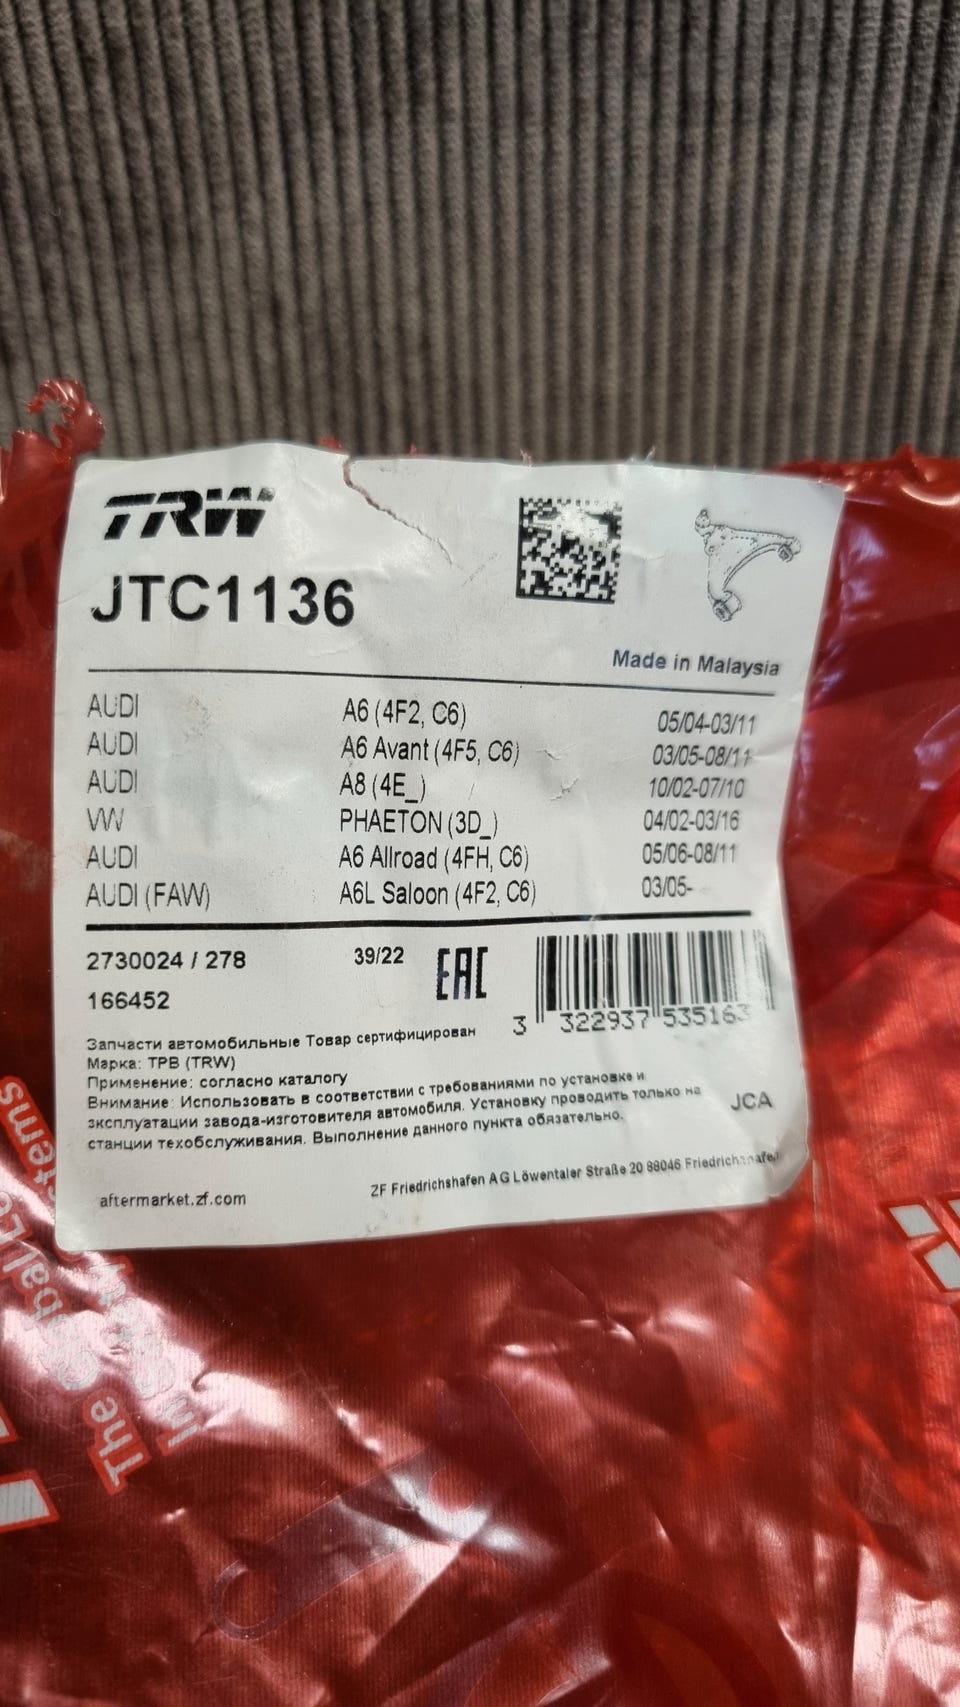 TRW
JTC1136
Made in Malaysia
AUDI A6 (4F2, C6) 05/04-03/11
AUDI A6 Avant (4F5, C6) 03/05-08/11
AUDI A8 (4E_) 10/02-07/10
VW PHAETON (3D_) 04/02-03/16
AUDI A6 Allroad (4FH, C6) 05/06-08/11
AUDI (FAW) A6L Saloon (4F2, C6) 03/05-
2730024 / 278 39/22 EAC
166452
3 322937 535163
Запчасти автомобильные Товар сертифицирован
Марка: ТРВ (TRW)
Применение: согласно каталогу
Внимание: Использовать в соответствии с требованиями по установке и
эксплуатации завода-изготовителя автомобиля. Установку проводить только на
станции техобслуживания. Выполнение данного пункта обязательно.
JCA
aftermarket.zf.com
ZF Friedrichshafen AG Löwentaler Straße 20 88046 Friedrichshafen
The
in